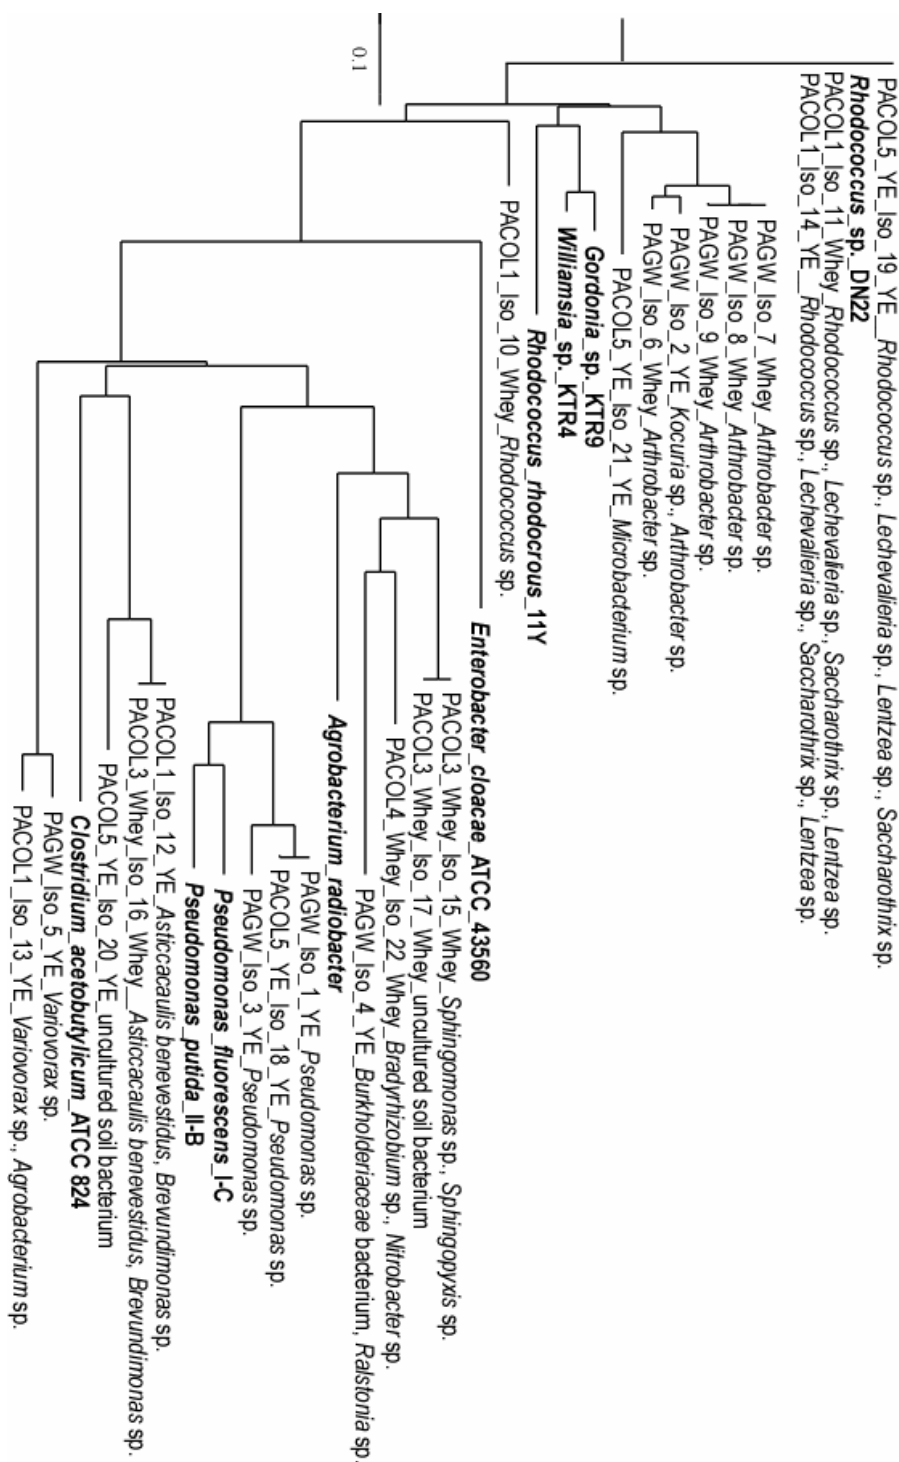 PACOL5_YE_Iso_19_YE__Rhodococcus sp., Lechevalieria sp., Lentzea sp., Saccharothrix sp.
Rhodococcus_sp._DN22
PACOL1_Iso_11_Whey_Rhodococcus sp., Lechevalieria sp., Saccharothrix sp., Lentzea sp.
PACOL1_Iso_14_YE__Rhodococcus sp., Lechevalieria sp., Saccharothrix sp., Lentzea sp.
PAGW_Iso_7_Whey_Arthrobacter sp.
PAGW_Iso_8_Whey_Arthrobacter sp.
PAGW_Iso_9_Whey_Arthrobacter sp.
PAGW_Iso_2_YE_Kocuria sp., Arthrobacter sp.
PAGW_Iso_6_Whey_Arthrobacter sp.
PACOL5_YE_Iso_21_YE_Microbacterium sp.
Gordonia_sp._KTR9
Williamsia_sp._KTR4
Rhodococcus_rhodocrous_11Y
PACOL1_Iso_10_Whey_Rhodococcus sp.
Enterobacter_cloacae_ATCC_43560
PACOL3_Whey_Iso_15_Whey_Sphingomonas sp., Sphingopyxis sp.
PACOL3_Whey_Iso_17_Whey_uncultured soil bacterium
PACOL4_Whey_Iso_22_Whey_Bradyrhizobium sp., Nitrobacter sp.
PAGW_Iso_4_YE_Burkholderiaceae bacterium, Ralstonia sp.
Agrobacterium_radiobacter
PAGW_Iso_1_YE_Pseudomonas sp.
PACOL5_YE_Iso_18_YE_Pseudomonas sp.
PAGW_Iso_3_YE_Pseudomonas sp.
Pseudomonas_fluorescens_I-C
Pseudomonas_putida_II-B
PACOL1_Iso_12_YE_Asticcacaulis benevestidus, Brevundimonas sp.
PACOL3_Whey_Iso_16_Whey__Asticcacaulis benevestidus, Brevundimonas sp.
PACOL5_YE_Iso_20_YE_uncultured soil bacterium
Clostridium_acetobutylicum_ATCC 824
PAGW_Iso_5_YE_Variovorax sp.
PACOL1_Iso_13_YE_Variovorax sp., Agrobacterium sp.
0.1